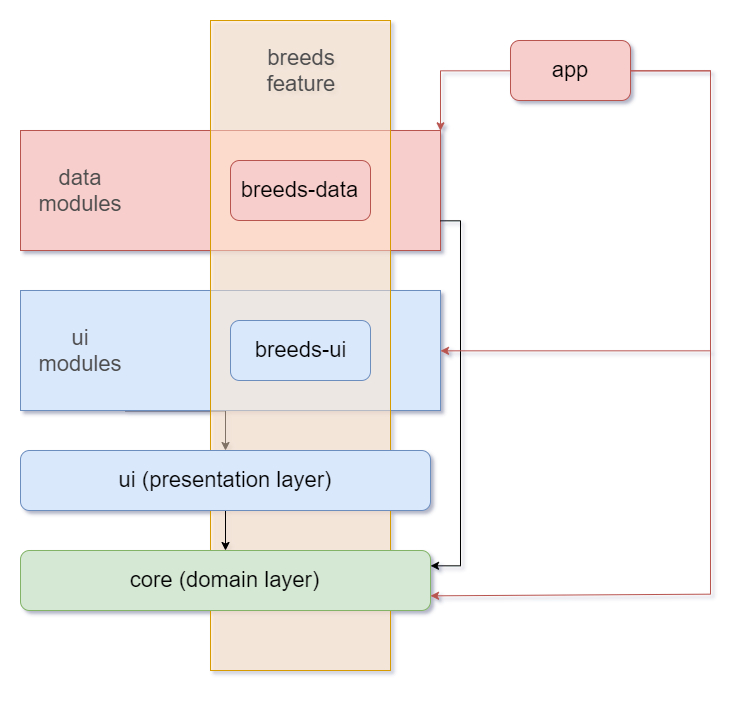 breeds
feature
app
data
modules
breeds-data
ui
modules
breeds-ui
ui (presentation layer)
core (domain layer)